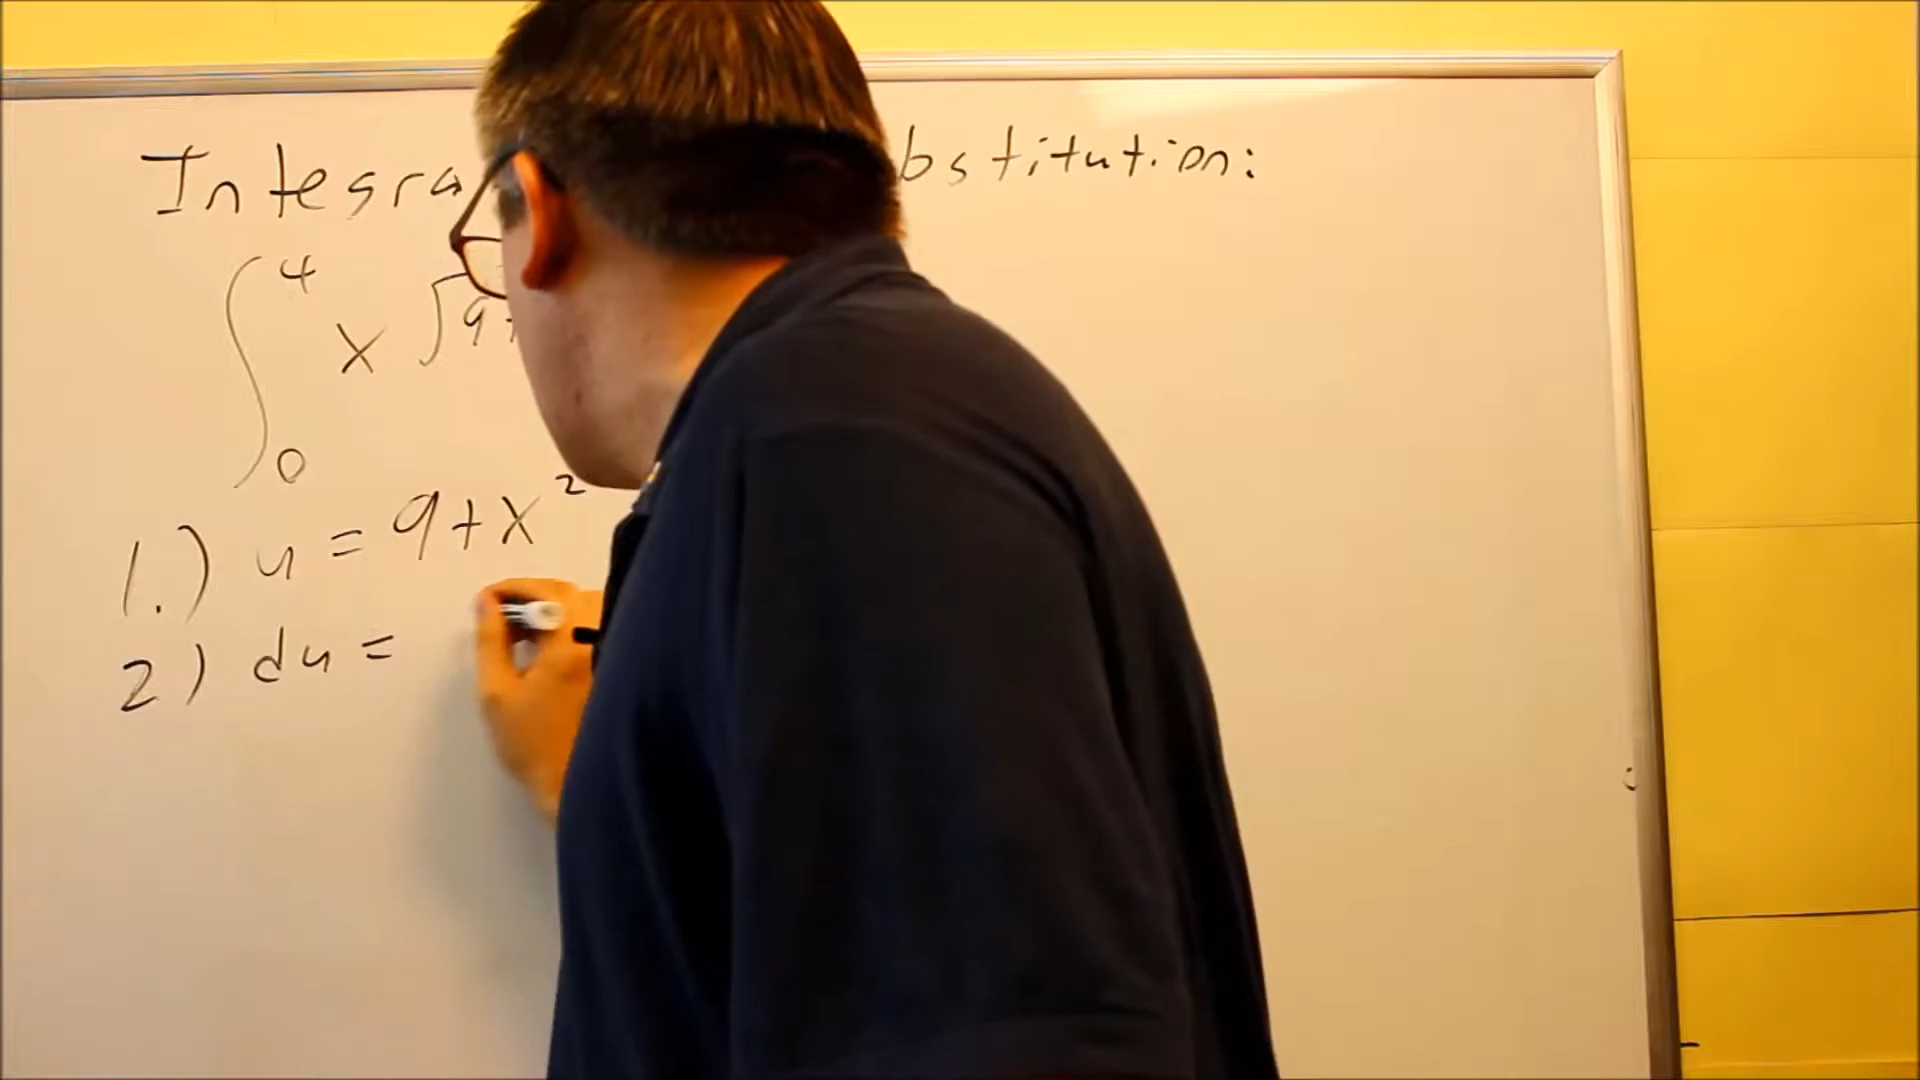 Integra bstitution:
∫₀⁴ x √9+
1.) u = 9+x²
2) du =